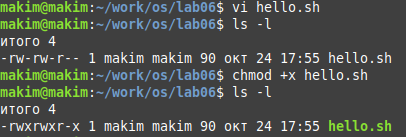 makim@makim:~/work/os/lab06$ vi hello.sh
makim@makim:~/work/os/lab06$ ls -l
итого 4
-rw-rw-r-- 1 makim makim 90 окт 24 17:55 hello.sh
makim@makim:~/work/os/lab06$ chmod +x hello.sh
makim@makim:~/work/os/lab06$ ls -l
итого 4
-rwxrwxr-x 1 makim makim 90 окт 24 17:55 hello.sh